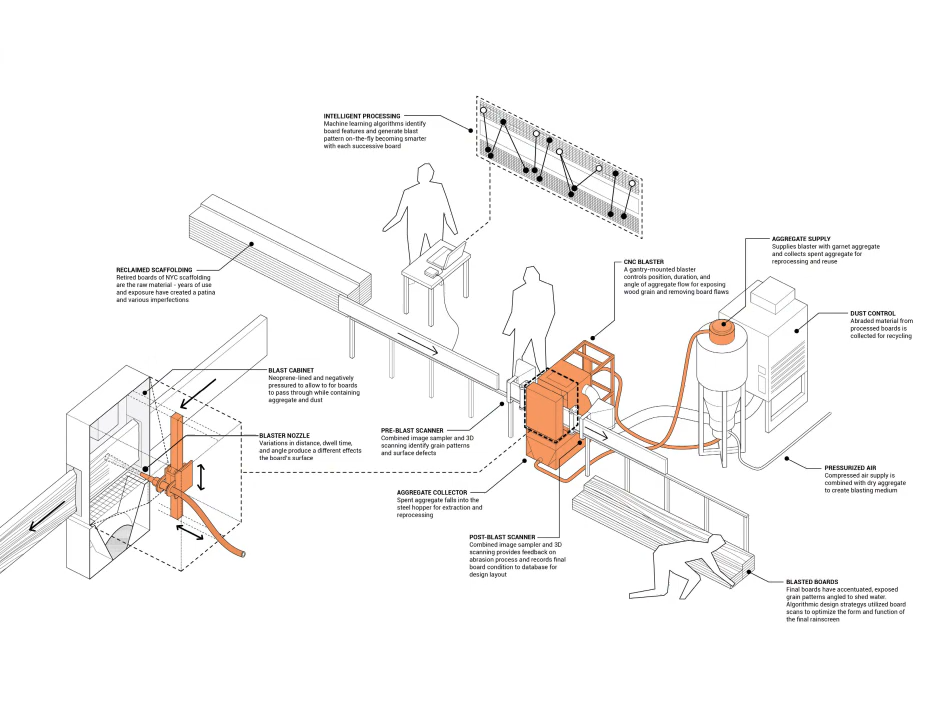 INTELLIGENT PROCESSING
Machine learning algorithms identify
board features and generate blast
pattern on-the-fly becoming smarter
with each successive board
AGGREGATE SUPPLY
Supplies blaster with garnet aggregate
and collects spent aggregate for
reprocessing and reuse
CNC BLASTER
A gantry-mounted blaster
controls position, duration, and
angle of aggregate flow for exposing
wood grain and removing board flaws
RECLAIMED SCAFFOLDING
Retired boards of NYC scaffolding
are the raw material - years of use
and exposure have created a patina
and various imperfections
DUST CONTROL
Abraded material from
processed boards is
collected for recycling
BLAST CABINET
Neoprene-lined and negatively
pressured to allow to for boards
to pass through while containing
aggregate and dust
BLASTER NOZZLE
Variations in distance, dwell time,
and angle produce a different effects
the board's surface
PRE-BLAST SCANNER
Combined image sampler and 3D
scanning identify grain patterns
and surface defects
PRESSURIZED AIR
Compressed air supply is
combined with dry aggregate
to create blasting medium
AGGREGATE COLLECTOR
Spent aggregate falls into the
steel hopper for extraction and
reprocessing
POST-BLAST SCANNER
Combined image sampler and 3D
scanning provides feedback on
abrasion process and records final
board condition to database for
design layout
BLASTED BOARDS
Final boards have accentuated, exposed
grain patterns angled to shed water.
Algorithmic design strategys utilized board
scans to optimize the form and function of
the final rainscreen